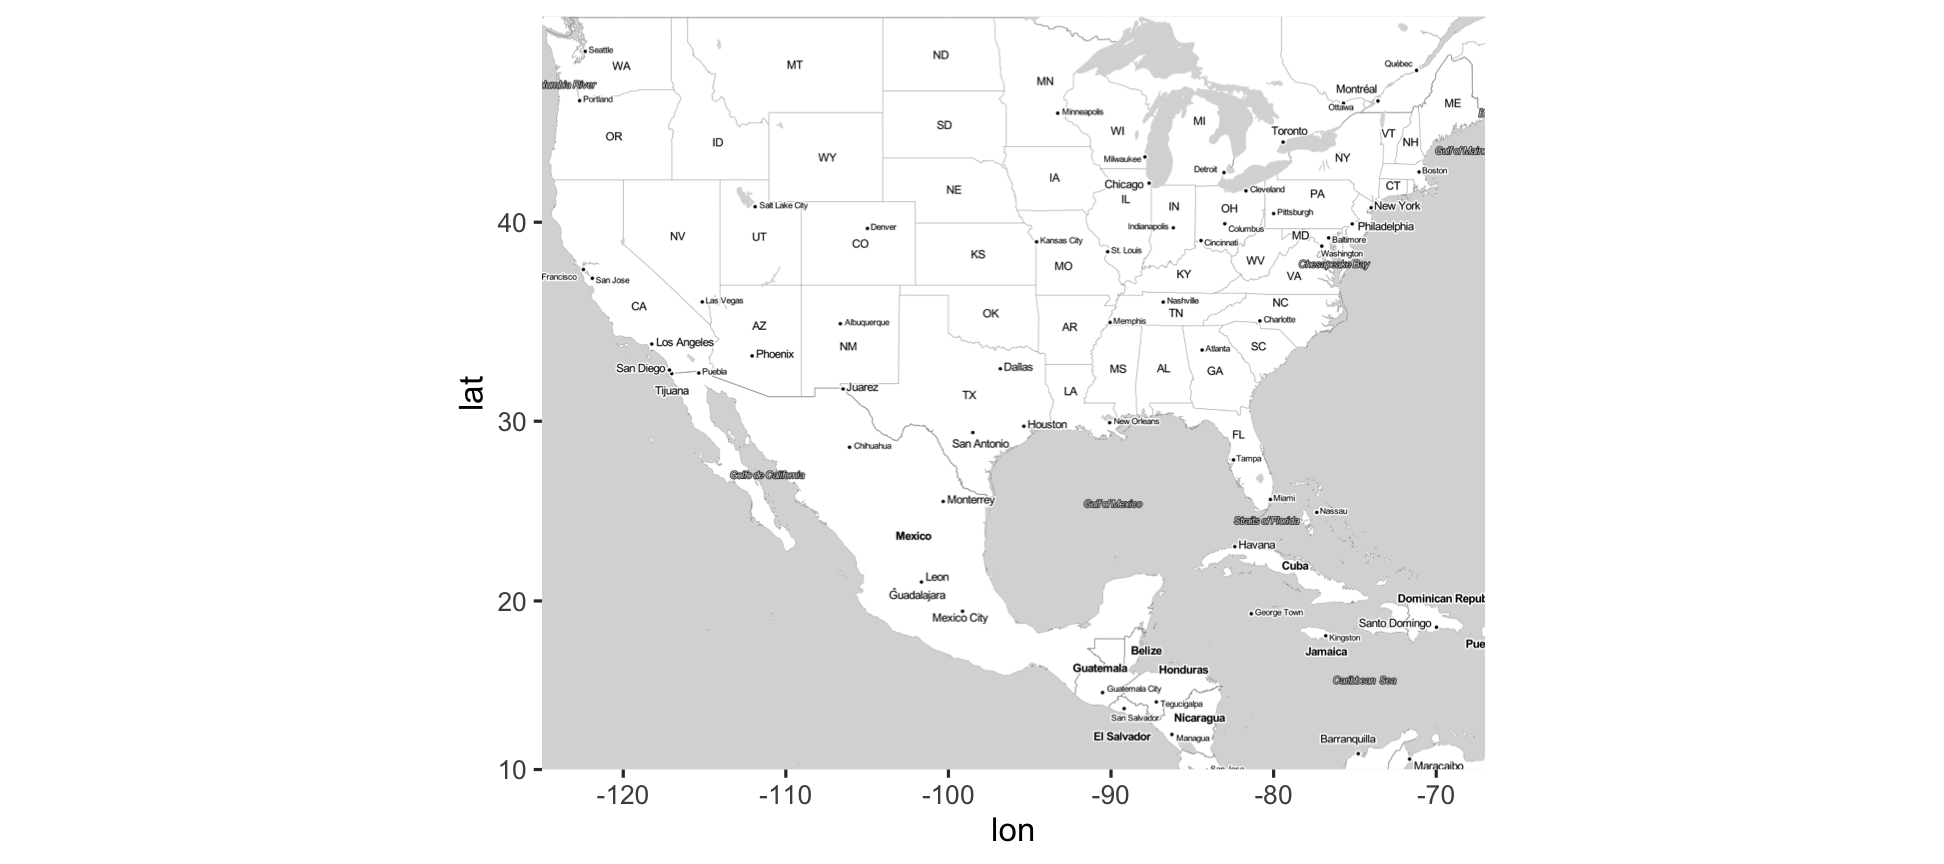 Seattle
WA
MT
ND
MN
Québec
Montréal
Ottawa
ME
Portland
OR
ID
WY
SD
Minneapolis
WI
MI
Toronto
VT
NH
Gulf of Maine
NY
Milwaukee
Detroit
Boston
NE
IA
Chicago
IL
Cleveland
PA
CT
Salt Lake City
IN
OH
Pittsburgh
New York
NV
UT
Denver
CO
KS
Kansas City
MO
St. Louis
Indianapolis
Columbus
Cincinnati
MD
Philadelphia
Baltimore
Washington
Chesapeake Bay
WV
VA
KY
Francisco
San Jose
CA
Las Vegas
AZ
Albuquerque
NM
OK
AR
Nashville
TN
Memphis
NC
Charlotte
SC
Los Angeles
Phoenix
San Diego
Puebla
Tijuana
Juarez
Dallas
TX
LA
MS
AL
Atlanta
GA
Chihuahua
San Antonio
Houston
New Orleans
FL
Tampa
Golfo de California
Monterrey
Gulf of Mexico
Miami
Nassau
Straits of Florida
Mexico
Havana
Cuba
Leon
Guadalajara
Mexico City
George Town
Dominican Repub
Santo Domingo
Kingston
Jamaica
Pue
Belize
Guatemala
Honduras
Caribbean Sea
Guatemala City
Tegucigalpa
San Salvador
Nicaragua
El Salvador
Managua
Barranquilla
Maracaibo
lat
40
30
20
10
-120
-110
-100
-90
-80
-70
lon